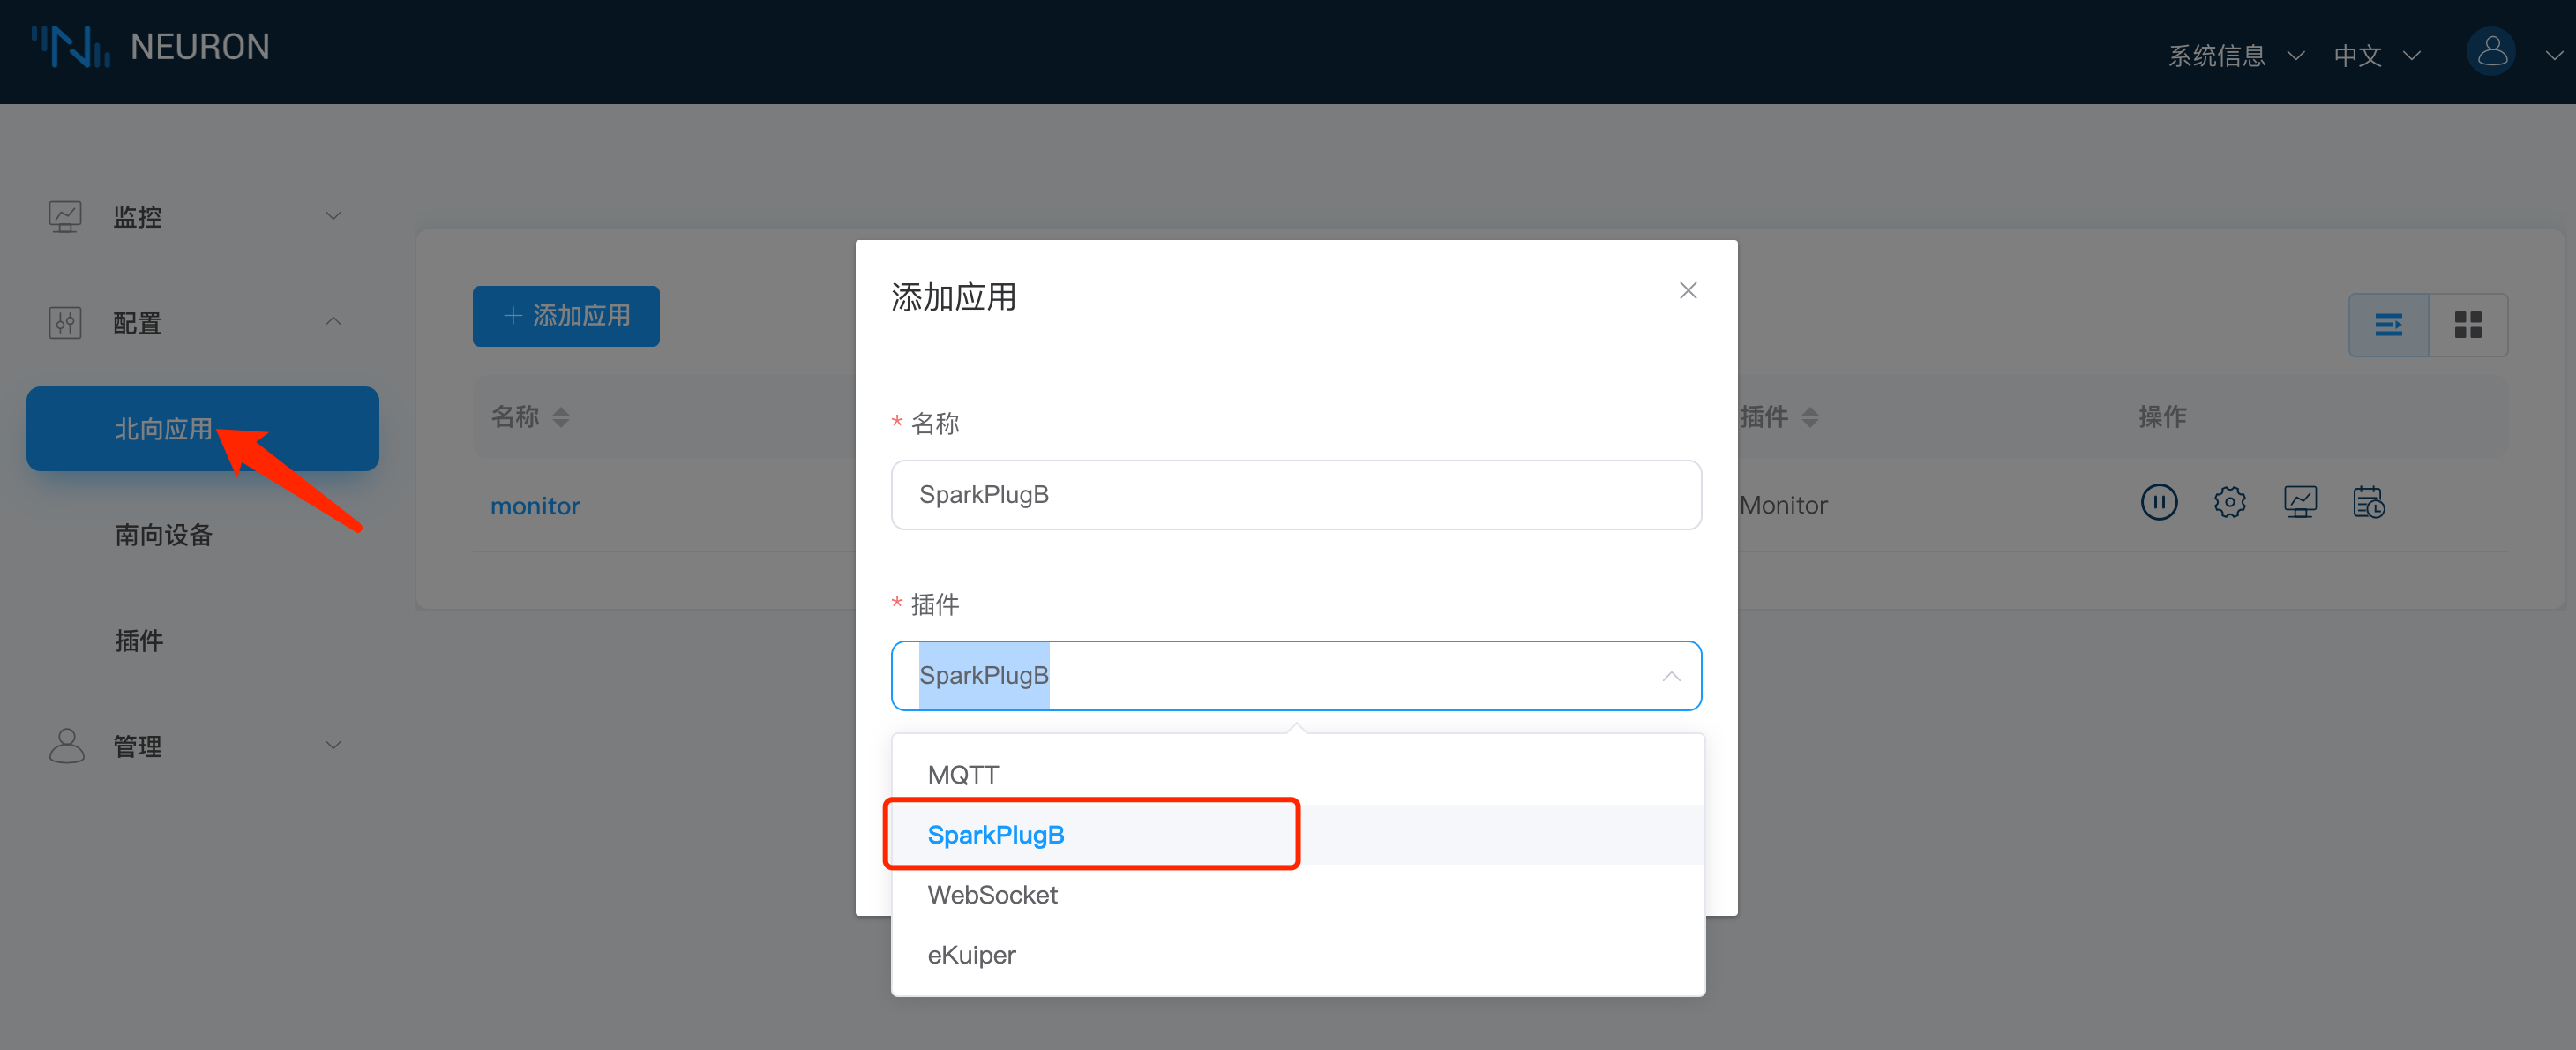 NEURON
系统信息
中文
监控
配置
北向应用
南向设备
插件
管理
+ 添加应用
名称
插件
操作
monitor
Monitor
添加应用
* 名称
SparkPlugB
* 插件
SparkPlugB
MQTT
SparkPlugB
WebSocket
eKuiper